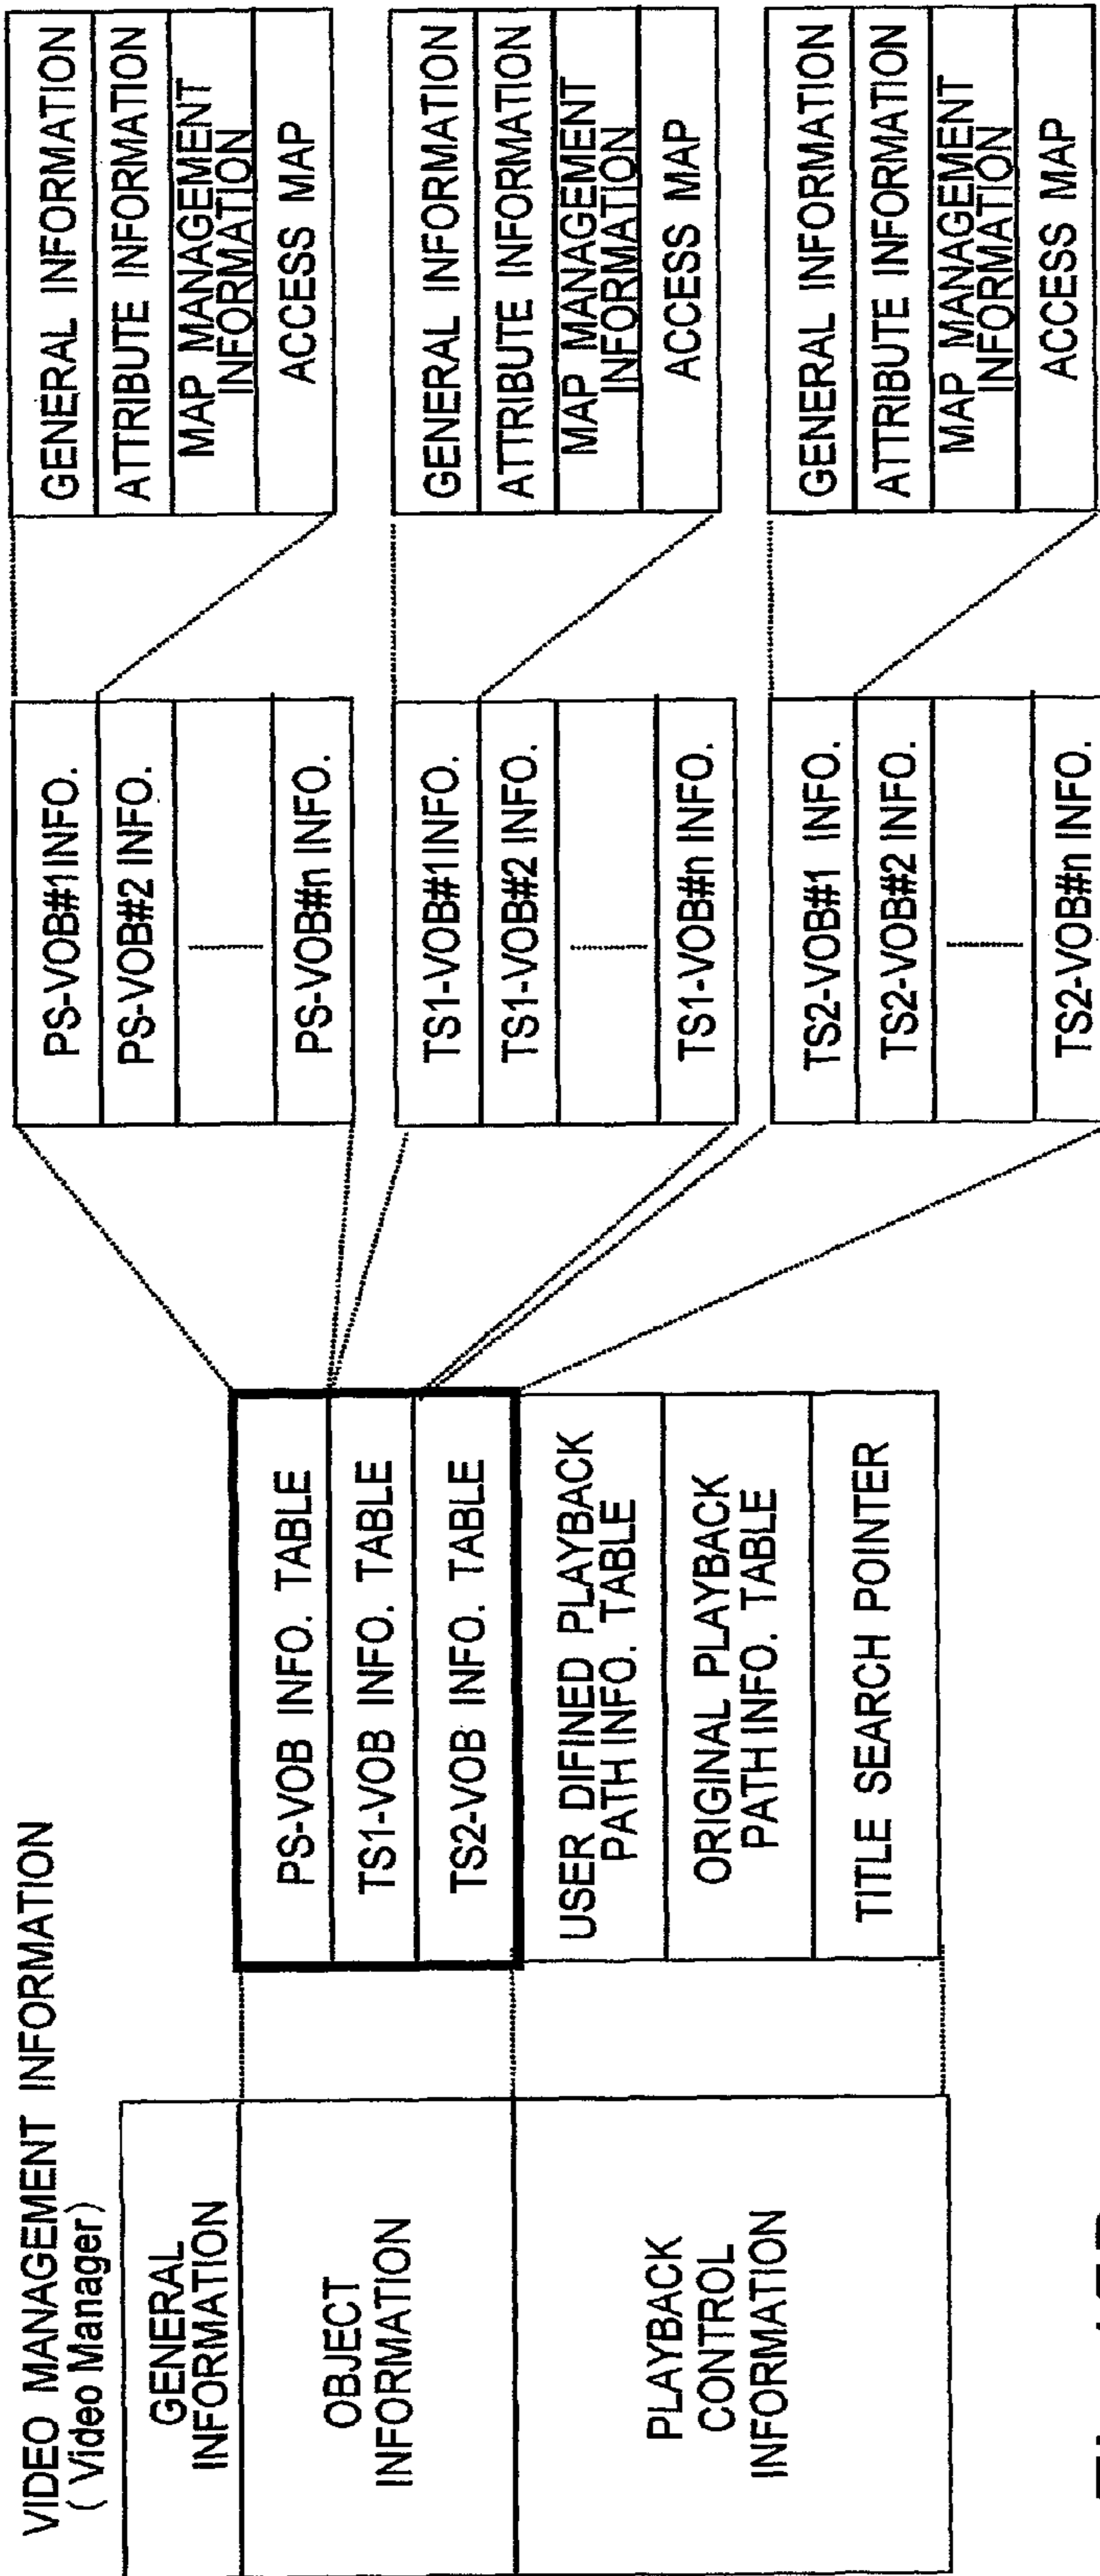 VIDEO MANAGEMENT INFORMATION
( Video Manager)
GENERAL
INFORMATION
OBJECT
INFORMATION
PLAYBACK
CONTROL
INFORMATION
PS-VOB INFO. TABLE
TS1-VOB INFO. TABLE
TS2-VOB INFO. TABLE
USER DIFINED PLAYBACK
PATH INFO. TABLE
ORIGINAL PLAYBACK
PATH INFO. TABLE
TITLE SEARCH POINTER
PS-VOB#1INFO.
PS-VOB#2 INFO.
PS-VOB#n INFO.
TS1-VOB#1INFO.
TS1-VOB#2 INFO.
TS1-VOB#n INFO.
TS2-VOB#1 INFO.
TS2-VOB#2 INFO.
TS2-VOB#n INFO.
GENERAL INFORMATION
ATTRIBUTE INFORMATION
MAP MANAGEMENT
INFORMATION
ACCESS MAP
GENERAL INFORMATION
ATTRIBUTE INFORMATION
MAP MANAGEMENT
INFORMATION
ACCESS MAP
GENERAL INFORMATION
ATTRIBUTE INFORMATION
MAP MANAGEMENT
INFORMATION
ACCESS MAP